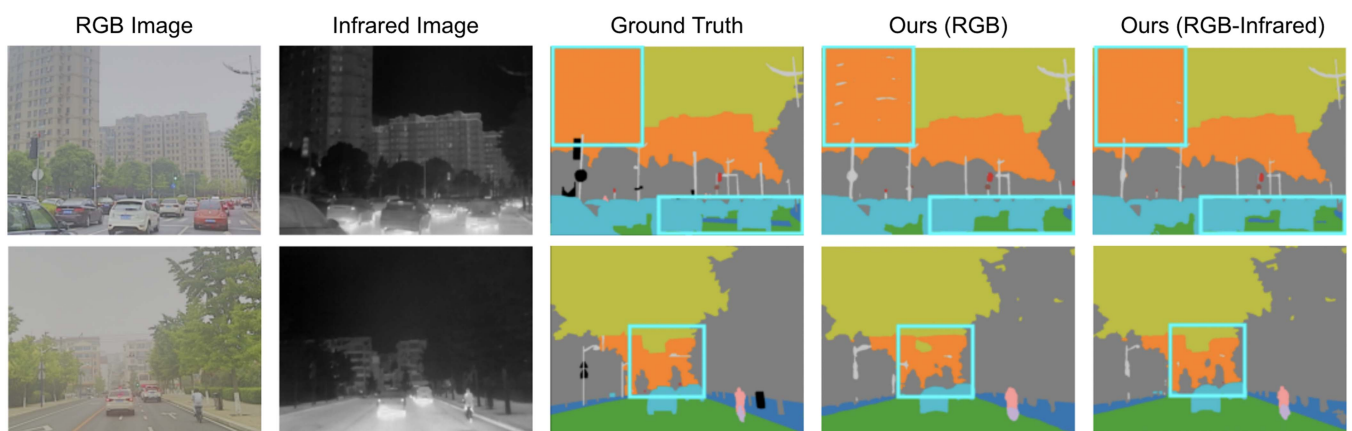 RGB Image
Infrared Image
Ground Truth
Ours (RGB)
Ours (RGB-Infrared)